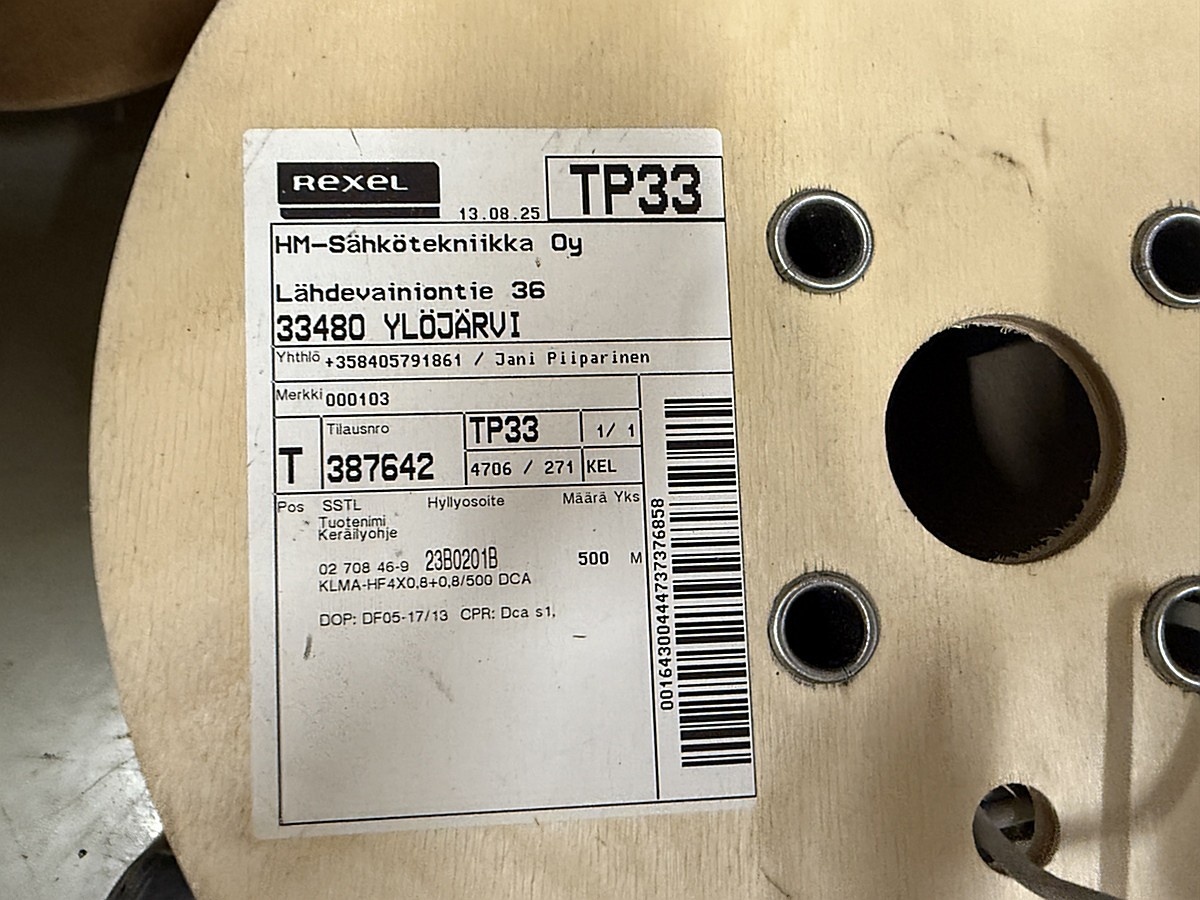 REXEL
13.08.25
TP33
HM-Sähkötekniikka Oy
Lähdevainiontie 36
33480 YLÖJÄRVI
Yhthlö +358405791861 / Jani Piiparinen
Merkki 000103
Tilausnro
TP33 1/ 1
T 387642
4706 / 271 KEL
Pos SSTL Hyllyosoite Määrä Yks
Tuotenimi
Keräilyohje
02 708 46-9 23B0201B 500 M
KLMA-HF4X0,8+0,8/500 DCA
DOP: DF05-17/13 CPR: Dca s1,
0016430044737376858